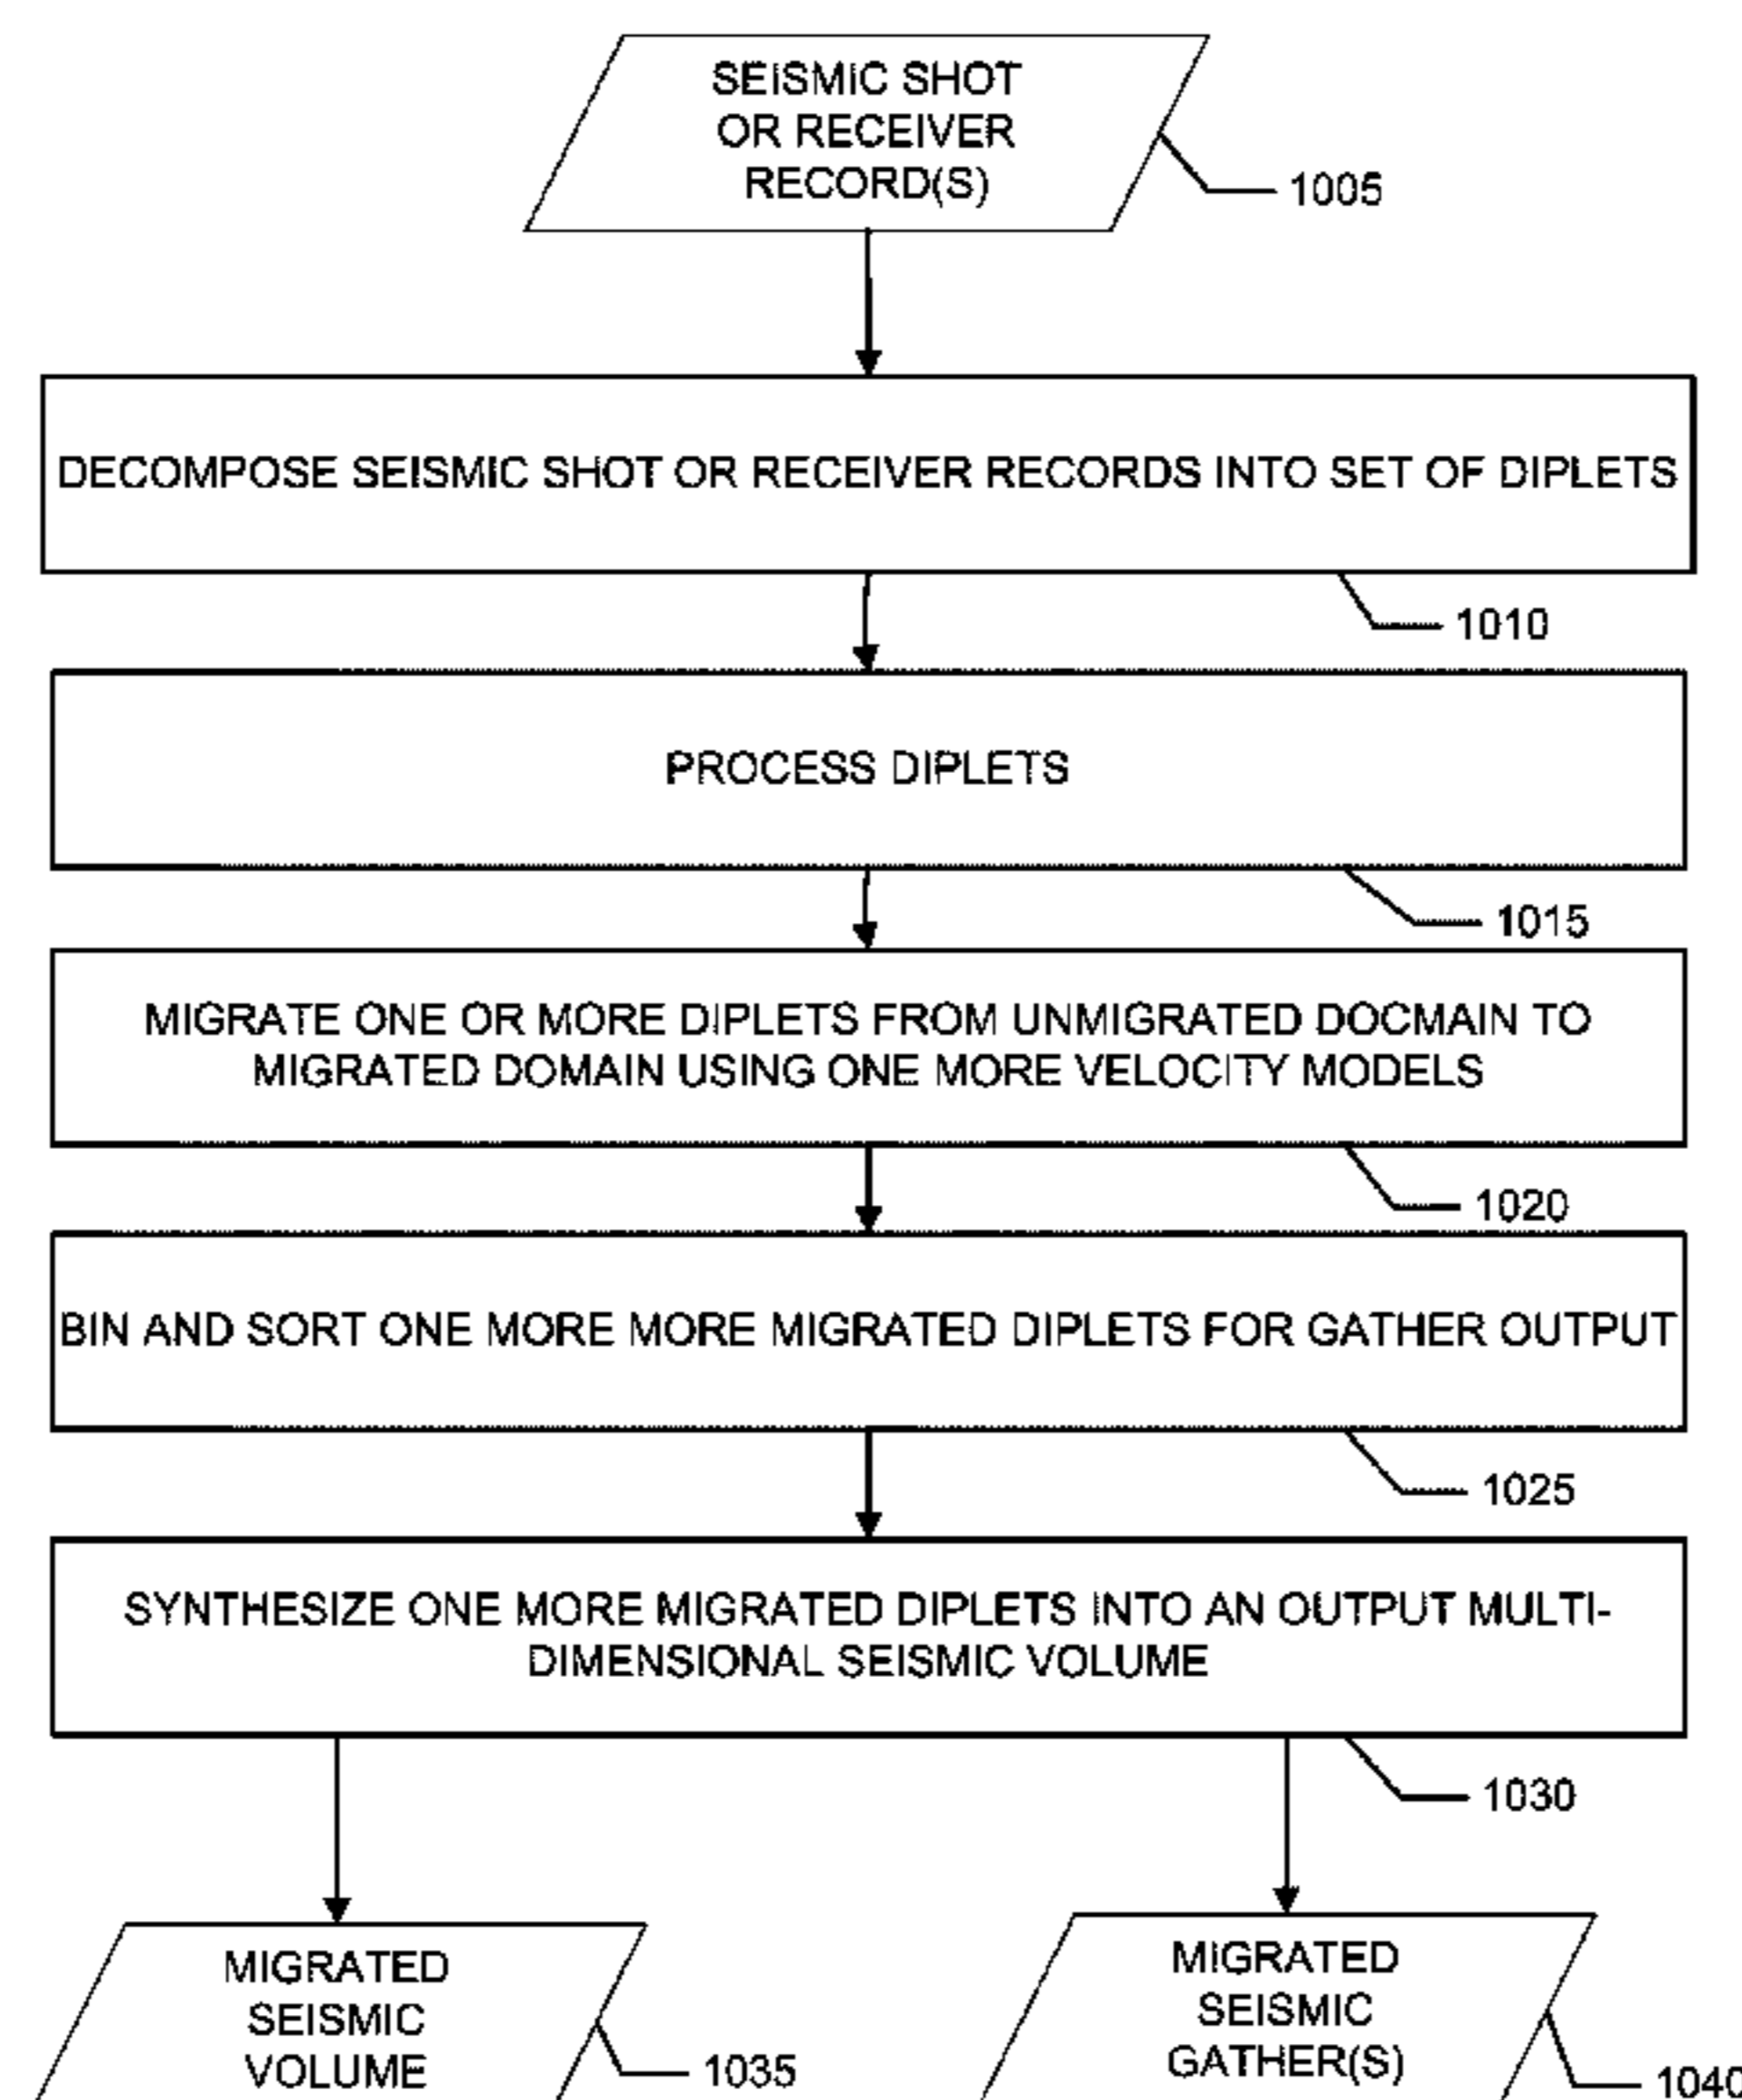 SEISMIC SHOT
OR RECEIVER
RECORD(S)
1005
DECOMPOSE SEISMIC SHOT OR RECEIVER RECORDS INTO SET OF DIPLETS
1010
PROCESS DIPLETS
1015
MIGRATE ONE OR MORE DIPLETS FROM UNMIGRATED DOCMAIN TO
MIGRATED DOMAIN USING ONE MORE VELOCITY MODELS
1020
BIN AND SORT ONE MORE MORE MIGRATED DIPLETS FOR GATHER OUTPUT
1025
SYNTHESIZE ONE MORE MIGRATED DIPLETS INTO AN OUTPUT MULTI-
DIMENSIONAL SEISMIC VOLUME
1030
MIGRATED
SEISMIC
VOLUME
1035
MIGRATED
SEISMIC
GATHER(S)
1040